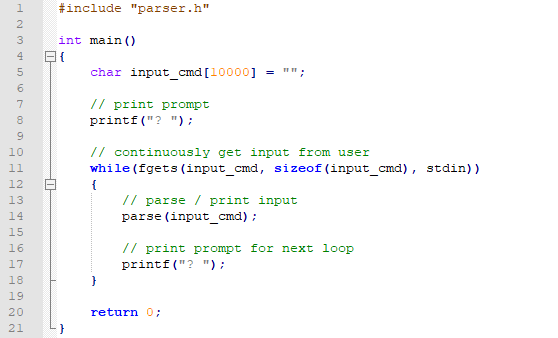 1 #include "parser.h"
2
3 int main()
4 {
5 char input_cmd[10000] = "";
6
7 // print prompt
8 printf("? ");
9
10 // continuously get input from user
11 while(fgets(input_cmd, sizeof(input_cmd), stdin))
12 {
13 // parse / print input
14 parse(input_cmd);
15
16 // print prompt for next loop
17 printf("? ");
18 }
19
20 return 0;
21 }